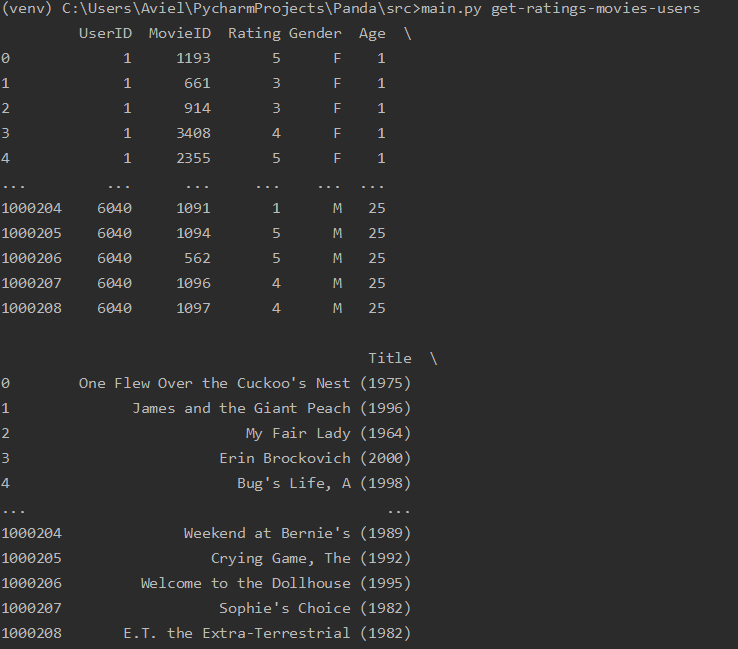 (venv) C:\Users\Aviel\PycharmProjects\Panda\src>main.py get-ratings-movies-users
UserID MovieID Rating Gender Age \
0 1 1193 5 F 1
1 1 661 3 F 1
2 1 914 3 F 1
3 1 3408 4 F 1
4 1 2355 5 F 1
... ... ... ... ... ...
1000204 6040 1091 1 M 25
1000205 6040 1094 5 M 25
1000206 6040 562 5 M 25
1000207 6040 1096 4 M 25
1000208 6040 1097 4 M 25
Title \
0 One Flew Over the Cuckoo's Nest (1975)
1 James and the Giant Peach (1996)
2 My Fair Lady (1964)
3 Erin Brockovich (2000)
4 Bug's Life, A (1998)
... ...
1000204 Weekend at Bernie's (1989)
1000205 Crying Game, The (1992)
1000206 Welcome to the Dollhouse (1995)
1000207 Sophie's Choice (1982)
1000208 E.T. the Extra-Terrestrial (1982)